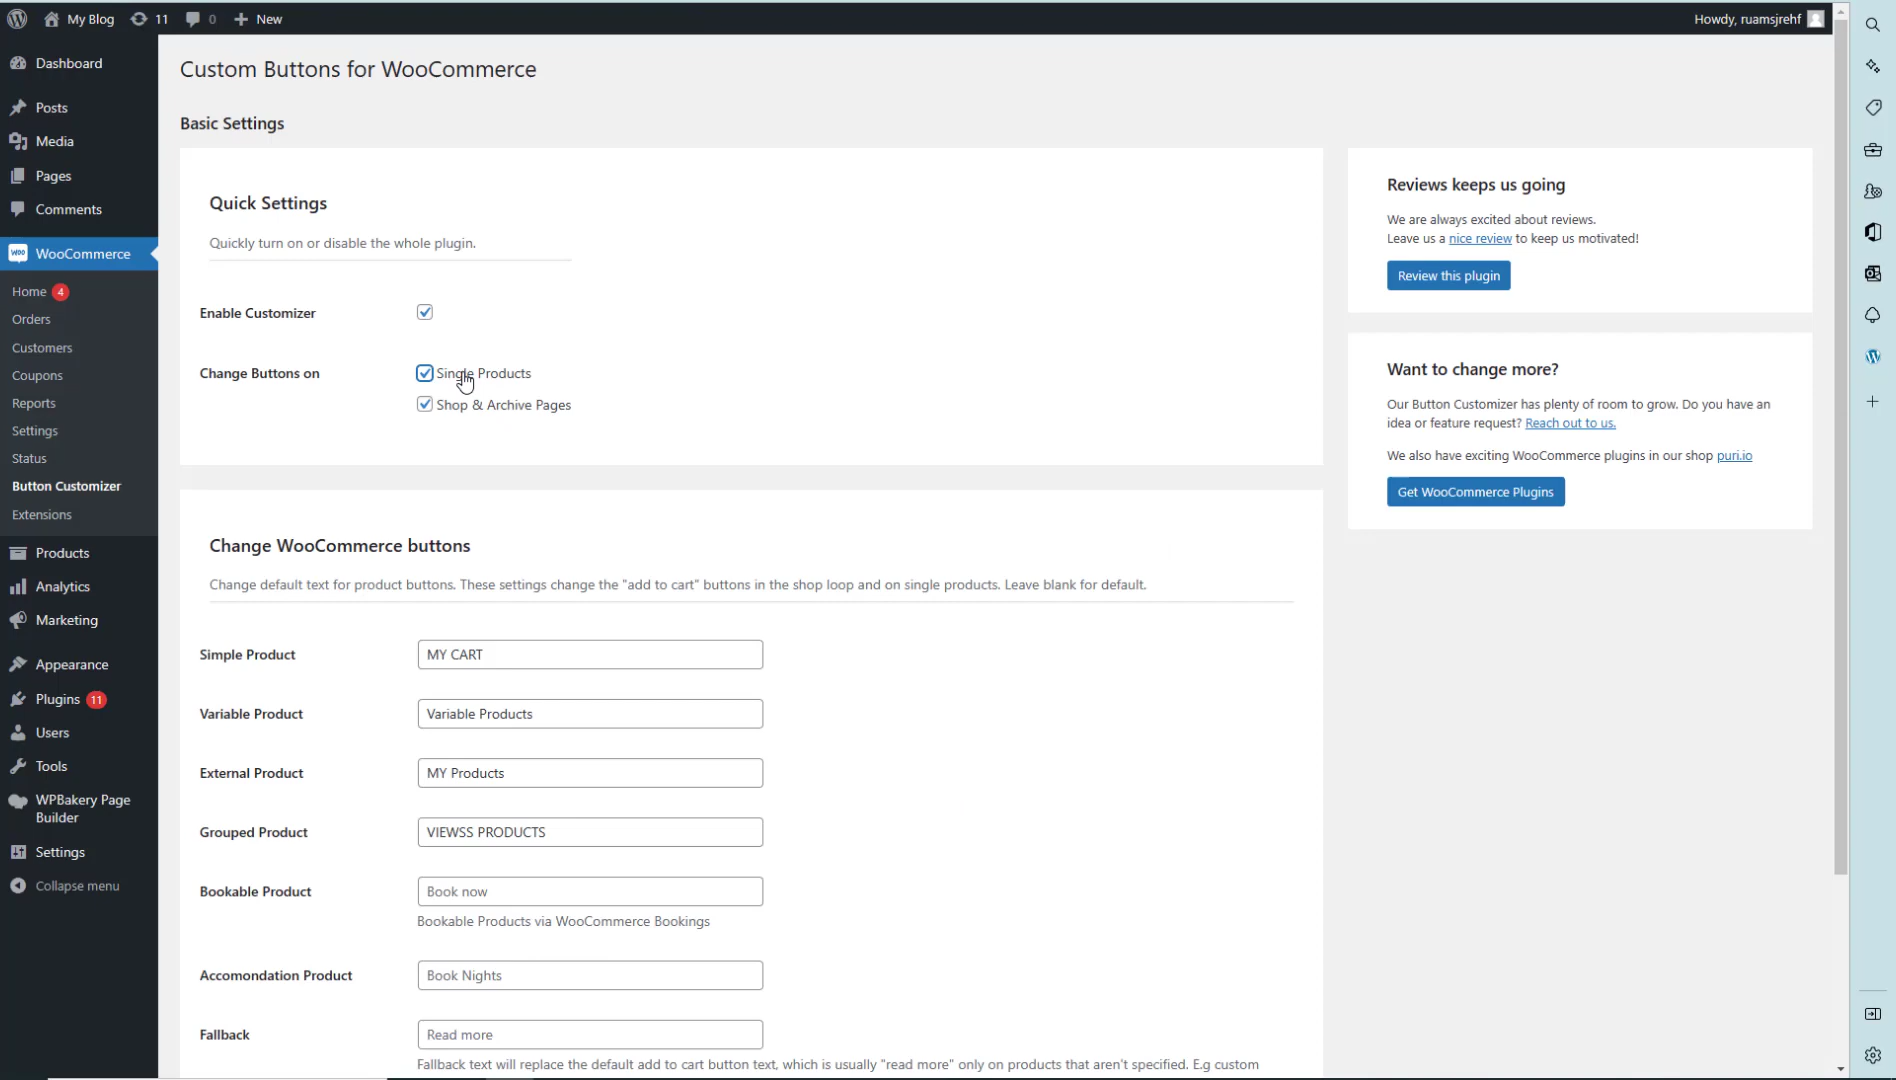 My Blog 11 0 New
Howdy, ruamsjrehf
Dashboard
Posts
Media
Pages
Comments
woo WooCommerce
Home 4
Orders
Customers
Coupons
Reports
Settings
Status
Button Customizer
Extensions
Products
Analytics
Marketing
Appearance
Plugins 11
Users
Tools
WPBakery Page
Builder
Settings
Collapse menu
Custom Buttons for WooCommerce
Basic Settings
Quick Settings
Quickly turn on or disable the whole plugin.
Enable Customizer
Change Buttons on
Single Products
Shop & Archive Pages
Change WooCommerce buttons
Change default text for product buttons. These settings change the "add to cart" buttons in the shop loop and on single products. Leave blank for default.
Simple Product
MY CART
Variable Product
Variable Products
External Product
MY Products
Grouped Product
VIEWSS PRODUCTS
Bookable Product
Book now
Bookable Products via WooCommerce Bookings
Accomondation Product
Book Nights
Fallback
Read more
Fallback text will replace the default add to cart button text, which is usually "read more" only on products that aren't specified. E.g custom
Reviews keeps us going
We are always excited about reviews.
Leave us a nice review to keep us motivated!
Review this plugin
Want to change more?
Our Button Customizer has plenty of room to grow. Do you have an
idea or feature request? Reach out to us.
We also have exciting WooCommerce plugins in our shop puri.io
Get WooCommerce Plugins